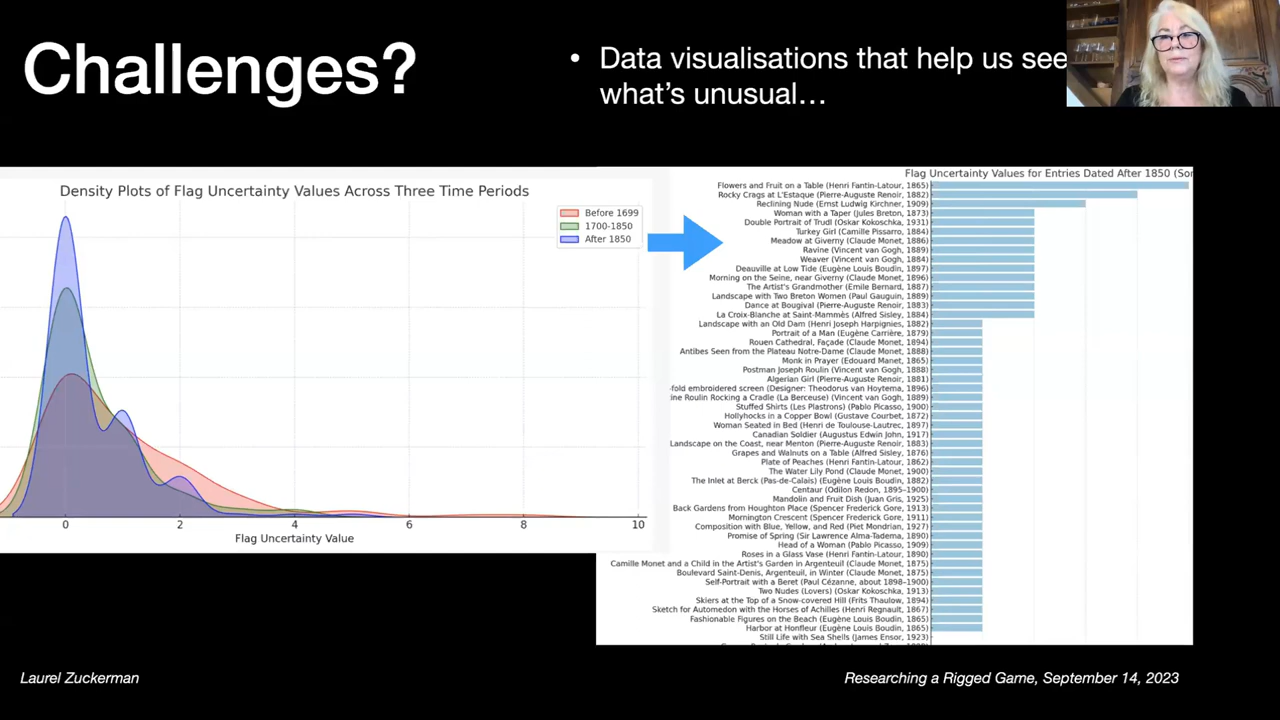 Challenges?
• Data visualisations that help us see
what's unusual...
Density Plots of Flag Uncertainty Values Across Three Time Periods
Before 1699
1700-1850
After 1850
0 2 4 6 8 10
Flag Uncertainty Value
Flag Uncertainty Values for Entries Dated After 1850 (Sor
Flowers and Fruit on a Table (Henri Fantin-Latour, 1865)
Rocky Crags at L'Estaque (Pierre-Auguste Renoir, 1882)
Reclining Nude (Ernst Ludwig Kirchner, 1909)
Woman with a Taper (Jules Breton, 1873)
Double Portrait of Trudl (Oskar Kokoschka, 1931)
Turkey Girl (Camille Pissarro, 1884)
Meadow at Giverny (Claude Monet, 1886)
Ravine (Vincent van Gogh, 1889)
Weaver (Vincent van Gogh, 1884)
Deauville at Low Tide (Eugène Louis Boudin, 1897)
Morning on the Seine, near Giverny (Claude Monet, 1896)
The Artist's Grandmother (Emile Bernard, 1887)
Landscape with Two Breton Women (Paul Gauguin, 1889)
Dance at Bougival (Pierre-Auguste Renoir, 1883)
La Croix-Blanche at Saint-Mammès (Alfred Sisley, 1884)
Landscape with an Old Dam (Henri Joseph Harpignies, 1882)
Portrait of a Man (Eugène Carrière, 1879)
Rouen Cathedral, Façade (Claude Monet, 1894)
Antibes Seen from the Plateau Notre-Dame (Claude Monet, 1888)
Monk in Prayer (Edouard Manet, 1865)
Postman Joseph Roulin (Vincent van Gogh, 1888)
Algerian Girl (Pierre-Auguste Renoir, 1881)
-fold embroidered screen (Designer: Theodorus van Hoytema, 1896)
ine Roulin Rocking a Cradle (La Berceuse) (Vincent van Gogh, 1889)
Stuffed Shirts (Les Plastrons) (Pablo Picasso, 1900)
Hollyhocks in a Copper Bowl (Gustave Courbet, 1872)
Woman Seated in Bed (Henri de Toulouse-Lautrec, 1897)
Canadian Soldier (Augustus Edwin John, 1917)
Landscape on the Coast, near Menton (Pierre-Auguste Renoir, 1883)
Grapes and Walnuts on a Table (Alfred Sisley, 1876)
Plate of Peaches (Henri Fantin-Latour, 1862)
The Water Lily Pond (Claude Monet, 1900)
The Inlet at Berck (Pas-de-Calais) (Eugène Louis Boudin, 1882)
Centaur (Odilon Redon, 1895–1900)
Mandolin and Fruit Dish (Juan Gris, 1925)
Back Gardens from Houghton Place (Spencer Frederick Gore, 1913)
Mornington Crescent (Spencer Frederick Gore, 1911)
Composition with Blue, Yellow, and Red (Piet Mondrian, 1927)
Promise of Spring (Sir Lawrence Alma-Tadema, 1890)
Head of a Woman (Pablo Picasso, 1909)
Roses in a Glass Vase (Henri Fantin-Latour, 1890)
Camille Monet and a Child in the Artist's Garden in Argenteuil (Claude Monet, 1875)
Boulevard Saint-Denis, Argenteuil, in Winter (Claude Monet, 1875)
Self-Portrait with a Beret (Paul Cézanne, about 1898–1900)
Two Nudes (Lovers) (Oskar Kokoschka, 1913)
Skiers at the Top of a Snow-covered Hill (Frits Thaulow, 1894)
Sketch for Automedon with the Horses of Achilles (Henri Regnault, 1867)
Fashionable Figures on the Beach (Eugène Louis Boudin, 1865)
Harbor at Honfleur (Eugène Louis Boudin, 1865)
Still Life with Sea Shells (James Ensor, 1923)
Laurel Zuckerman
Researching a Rigged Game, September 14, 2023